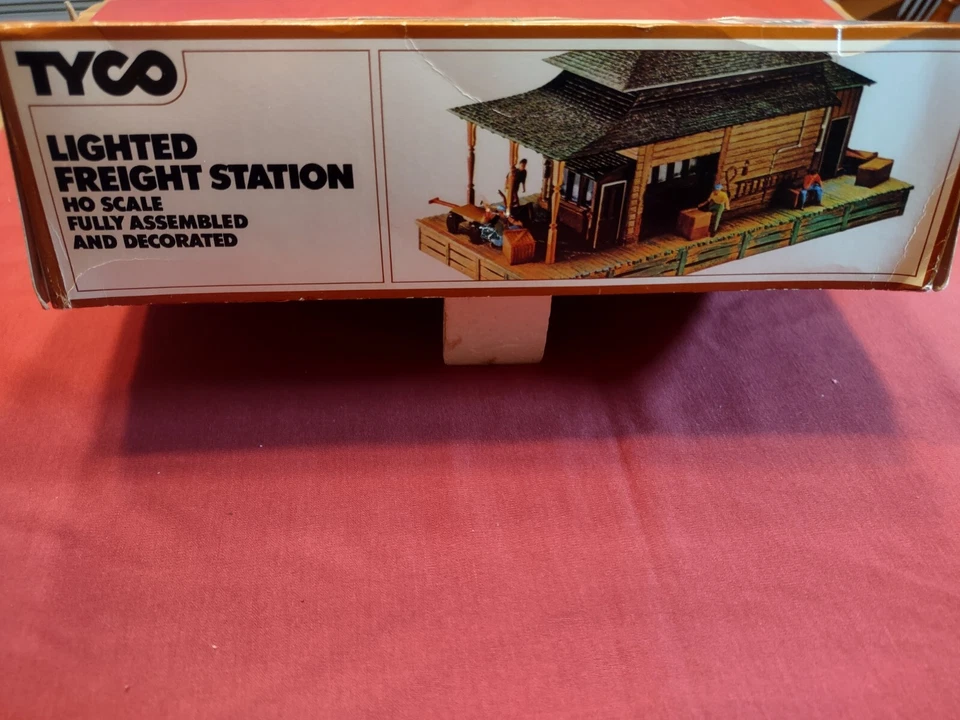 TYCO
LIGHTED
FREIGHT STATION
HO SCALE
FULLY ASSEMBLED
AND DECORATED